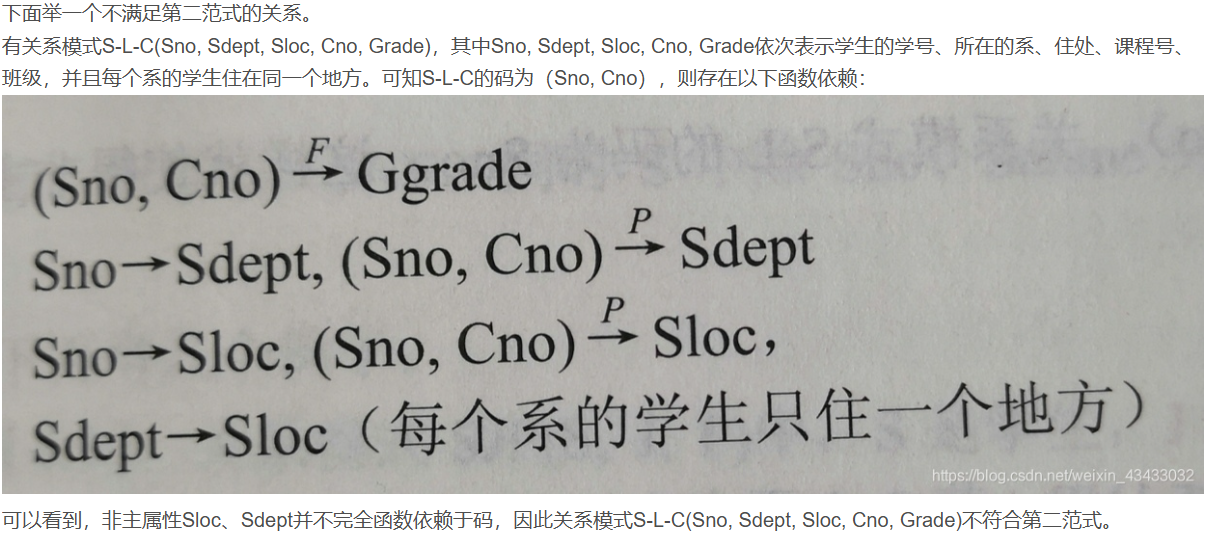 下面举一个不满足第二范式的关系。
有关系模式S-L-C(Sno, Sdept, Sloc, Cno, Grade)，其中Sno, Sdept, Sloc, Cno, Grade依次表示学生的学号、所在的系、住处、课程号、
班级，并且每个系的学生住在同一个地方。可知S-L-C的码为（Sno, Cno），则存在以下函数依赖：
(Sno, Cno) F→ Ggrade
Sno→Sdept, (Sno, Cno) P→ Sdept
Sno→Sloc, (Sno, Cno) P→ Sloc，
Sdept→Sloc（每个系的学生只住一个地方）
https://blog.csdn.net/weixin_43433032
可以看到，非主属性Sloc、Sdept并不完全函数依赖于码，因此关系模式S-L-C(Sno, Sdept, Sloc, Cno, Grade)不符合第二范式。